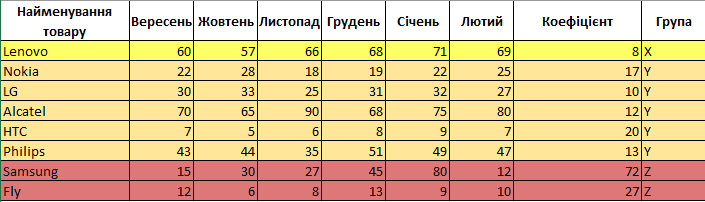 Найменування товару Вересень Жовтень Листопад Грудень Січень Лютий Коефіцієнт Група
Lenovo 60 57 66 68 71 69 8 X
Nokia 22 28 18 19 22 25 17 Y
LG 30 33 25 31 32 27 10 Y
Alcatel 70 65 90 68 75 80 12 Y
HTC 7 5 6 8 9 7 20 Y
Philips 43 44 35 51 49 47 13 Y
Samsung 15 30 27 45 80 12 72 Z
Fly 12 6 8 13 9 10 27 Z